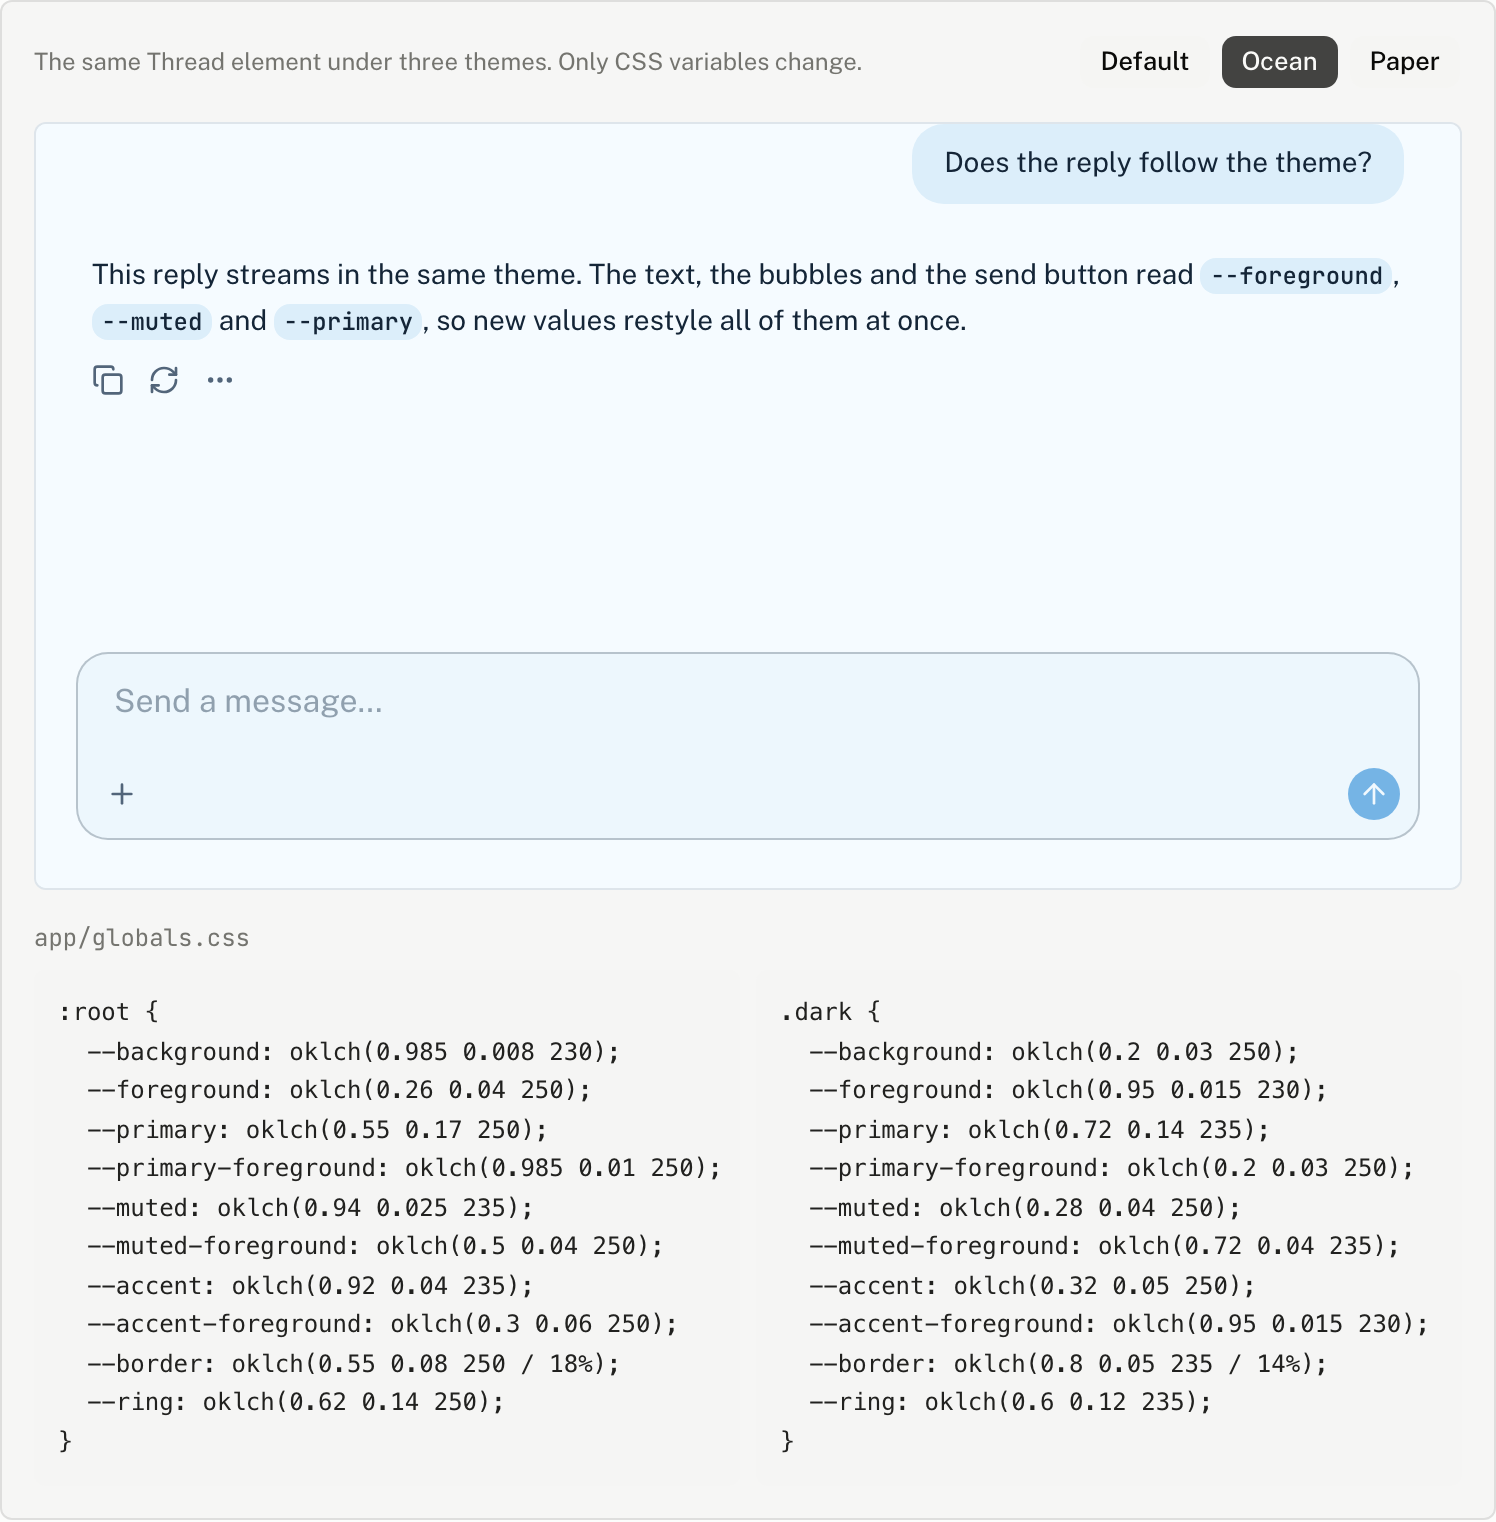 The same Thread element under three themes. Only CSS variables change.
Default
Ocean
Paper
Does the reply follow the theme?
This reply streams in the same theme. The text, the bubbles and the send button read --foreground,
--muted and --primary, so new values restyle all of them at once.
Send a message...
app/globals.css
:root {
  --background: oklch(0.985 0.008 230);
  --foreground: oklch(0.26 0.04 250);
  --primary: oklch(0.55 0.17 250);
  --primary-foreground: oklch(0.985 0.01 250);
  --muted: oklch(0.94 0.025 235);
  --muted-foreground: oklch(0.5 0.04 250);
  --accent: oklch(0.92 0.04 235);
  --accent-foreground: oklch(0.3 0.06 250);
  --border: oklch(0.55 0.08 250 / 18%);
  --ring: oklch(0.62 0.14 250);
}
.dark {
  --background: oklch(0.2 0.03 250);
  --foreground: oklch(0.95 0.015 230);
  --primary: oklch(0.72 0.14 235);
  --primary-foreground: oklch(0.2 0.03 250);
  --muted: oklch(0.28 0.04 250);
  --muted-foreground: oklch(0.72 0.04 235);
  --accent: oklch(0.32 0.05 250);
  --accent-foreground: oklch(0.95 0.015 230);
  --border: oklch(0.8 0.05 235 / 14%);
  --ring: oklch(0.6 0.12 235);
}